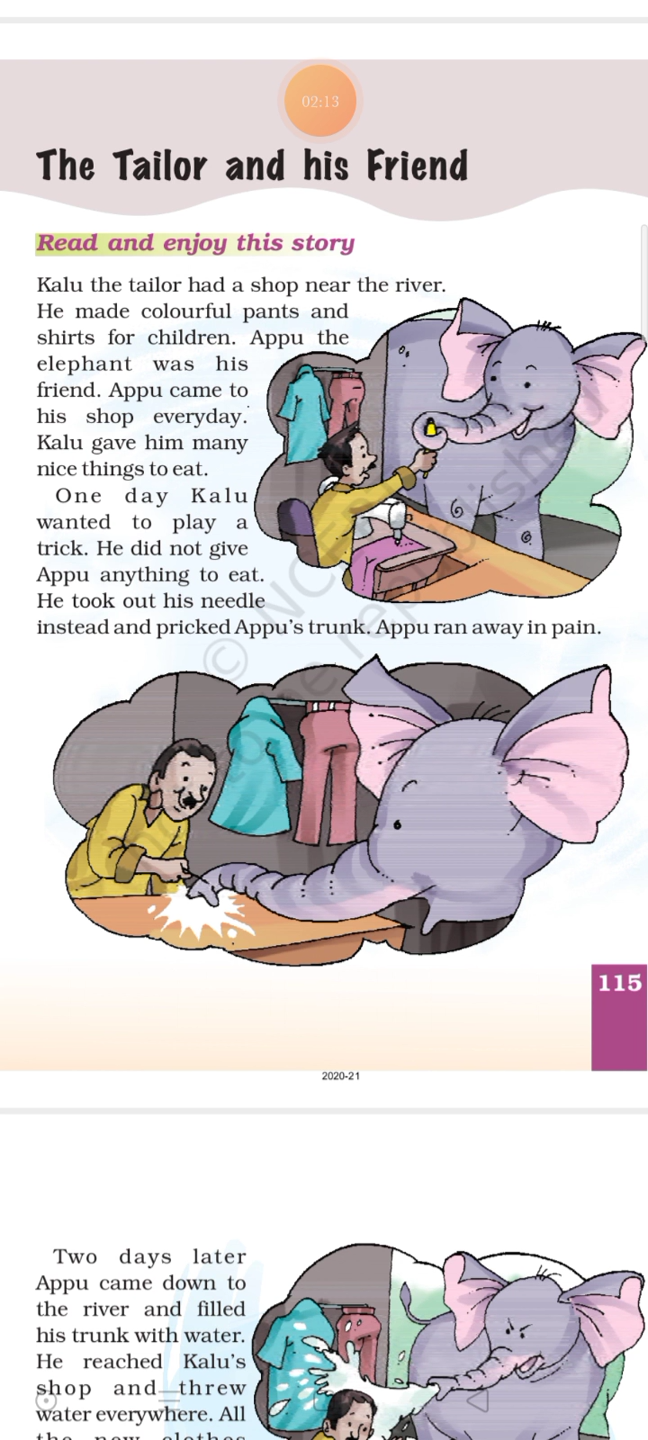 02:13
The Tailor and his Friend
Read and enjoy this story
Kalu the tailor had a shop near the river.
He made colourful pants and
shirts for children. Appu the
elephant was his
friend. Appu came to
his shop everyday.
Kalu gave him many
nice things to eat.
One day Kalu
wanted to play a
trick. He did not give
Appu anything to eat.
He took out his needle
instead and pricked Appu's trunk. Appu ran away in pain.
115
2020-21
Two days later
Appu came down to
the river and filled
his trunk with water.
He reached Kalu's
shop and threw
water everywhere. All
the new clothes